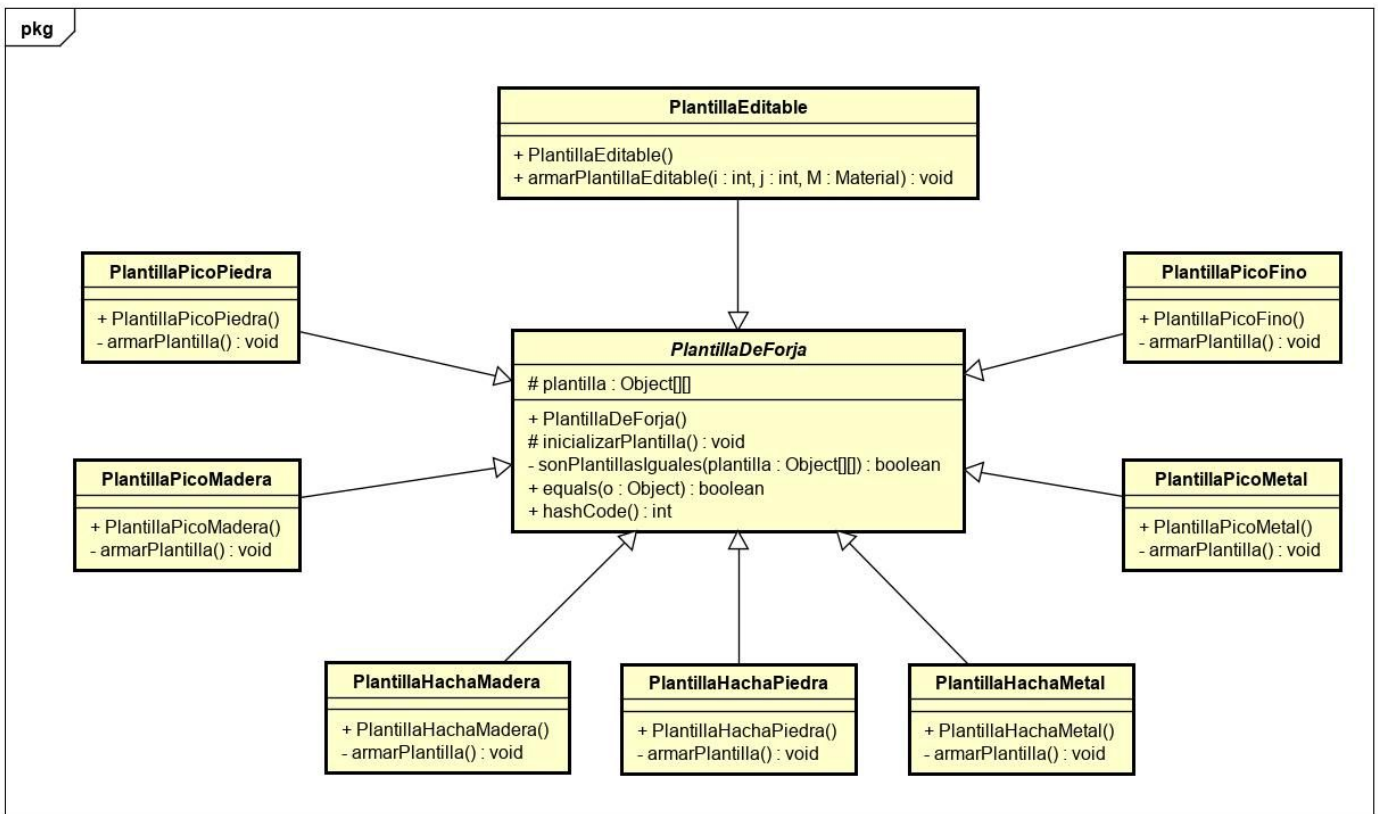 pkg
PlantillaEditable
+ PlantillaEditable()
+ armarPlantillaEditable(i : int, j : int, M : Material) : void
PlantillaPicoPiedra
+ PlantillaPicoPiedra()
- armarPlantilla() : void
PlantillaPicoFino
+ PlantillaPicoFino()
- armarPlantilla() : void
PlantillaDeForja
# plantilla : Object[][]
+ PlantillaDeForja()
# inicializarPlantilla() : void
- sonPlantillasIguales(plantilla : Object[][]) : boolean
+ equals(o : Object) : boolean
+ hashCode() : int
PlantillaPicoMadera
+ PlantillaPicoMadera()
- armarPlantilla() : void
PlantillaPicoMetal
+ PlantillaPicoMetal()
- armarPlantilla() : void
PlantillaHachaMadera
+ PlantillaHachaMadera()
- armarPlantilla() : void
PlantillaHachaPiedra
+ PlantillaHachaPiedra()
- armarPlantilla() : void
PlantillaHachaMetal
+ PlantillaHachaMetal()
- armarPlantilla() : void